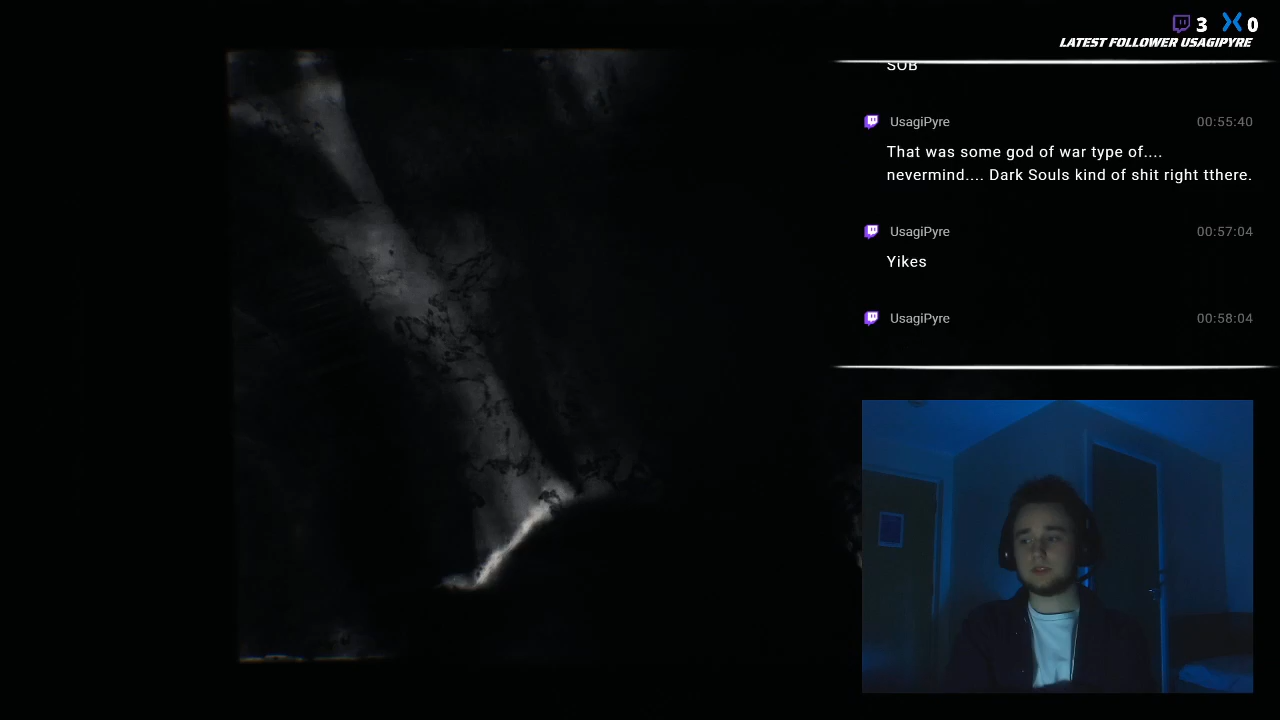 3 0
LATEST FOLLOWER USAGIPYRE
SOB
UsagiPyre 00:55:40
That was some god of war type of....
nevermind.... Dark Souls kind of shit right tthere.
UsagiPyre 00:57:04
Yikes
UsagiPyre 00:58:04